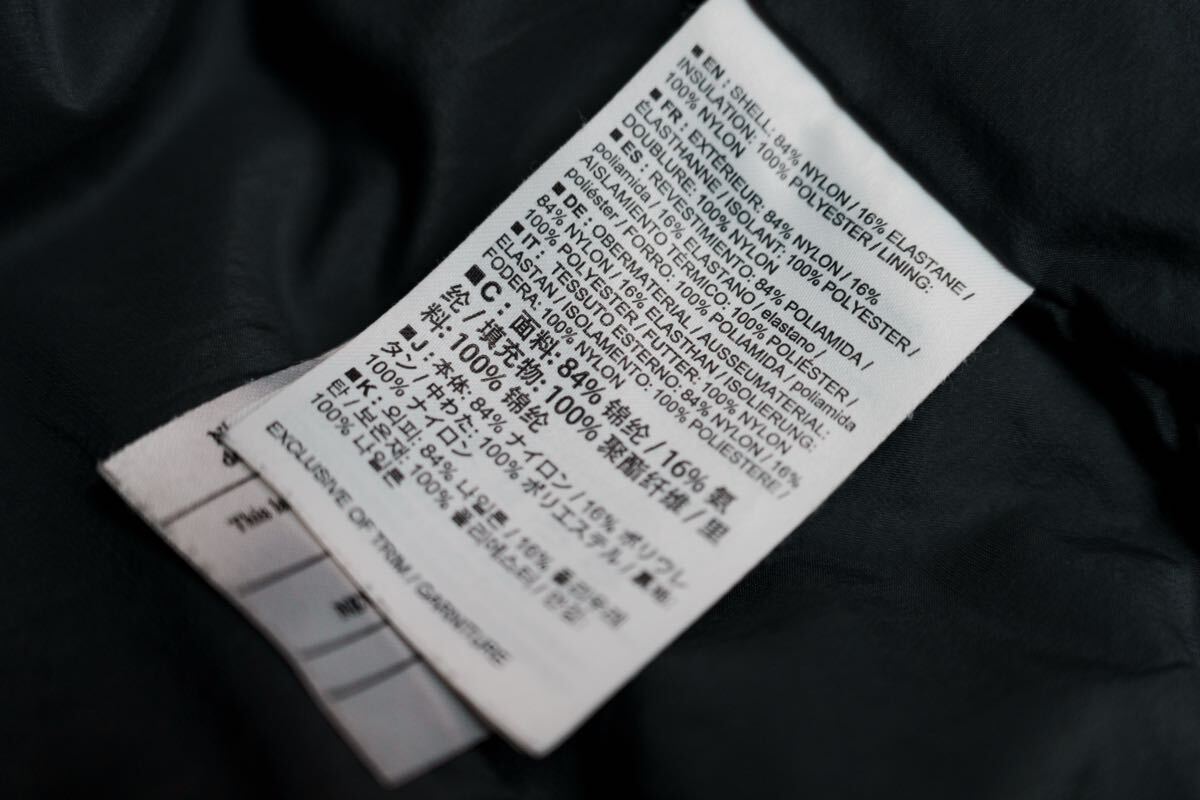 ■ EN : SHELL: 84% NYLON / 16% ELASTANE /
INSULATION: 100% POLYESTER / LINING:
100% NYLON
■ FR : EXTÉRIEUR: 84% NYLON / 16%
ÉLASTHANNE / ISOLANT: 100% POLYESTER /
DOUBLURE: 100% NYLON
■ ES : REVESTIMIENTO: 84% POLIAMIDA /
poliamida / 16% ELASTANO / elastano /
AISLAMIENTO TÉRMICO: 100% POLIÉSTER /
poliéster / FORRO: 100% POLIAMIDA / poliamida
■ DE : OBERMATERIAL / AUSSEUMATERIAL:
84% NYLON / 16% ELASTHAN / ISOLIERUNG:
100% POLYESTER / FUTTER: 100% NYLON
■ IT : TESSUTO ESTERNO: 84% NYLON / 16%
ELASTAN / ISOLAMENTO: 100% POLIESTERE /
FODERA: 100% NYLON
■ C : 面料: 84% 锦纶 / 16% 氨
纶 / 填充物: 100% 聚酯纤维 / 里
料: 100% 锦纶
■ J : 本体: 84% ナイロン / 16% ポリウレ
タン / 中わた: 100% ポリエステル / 裏地:
100% ナイロン
■ K : 외피: 84% 나일론 / 16% 폴리우레
탄 / 보온재: 100% 폴리에스터 / 안감:
100% 나일론
EXCLUSIVE OF TRIM / GARNITURE
This